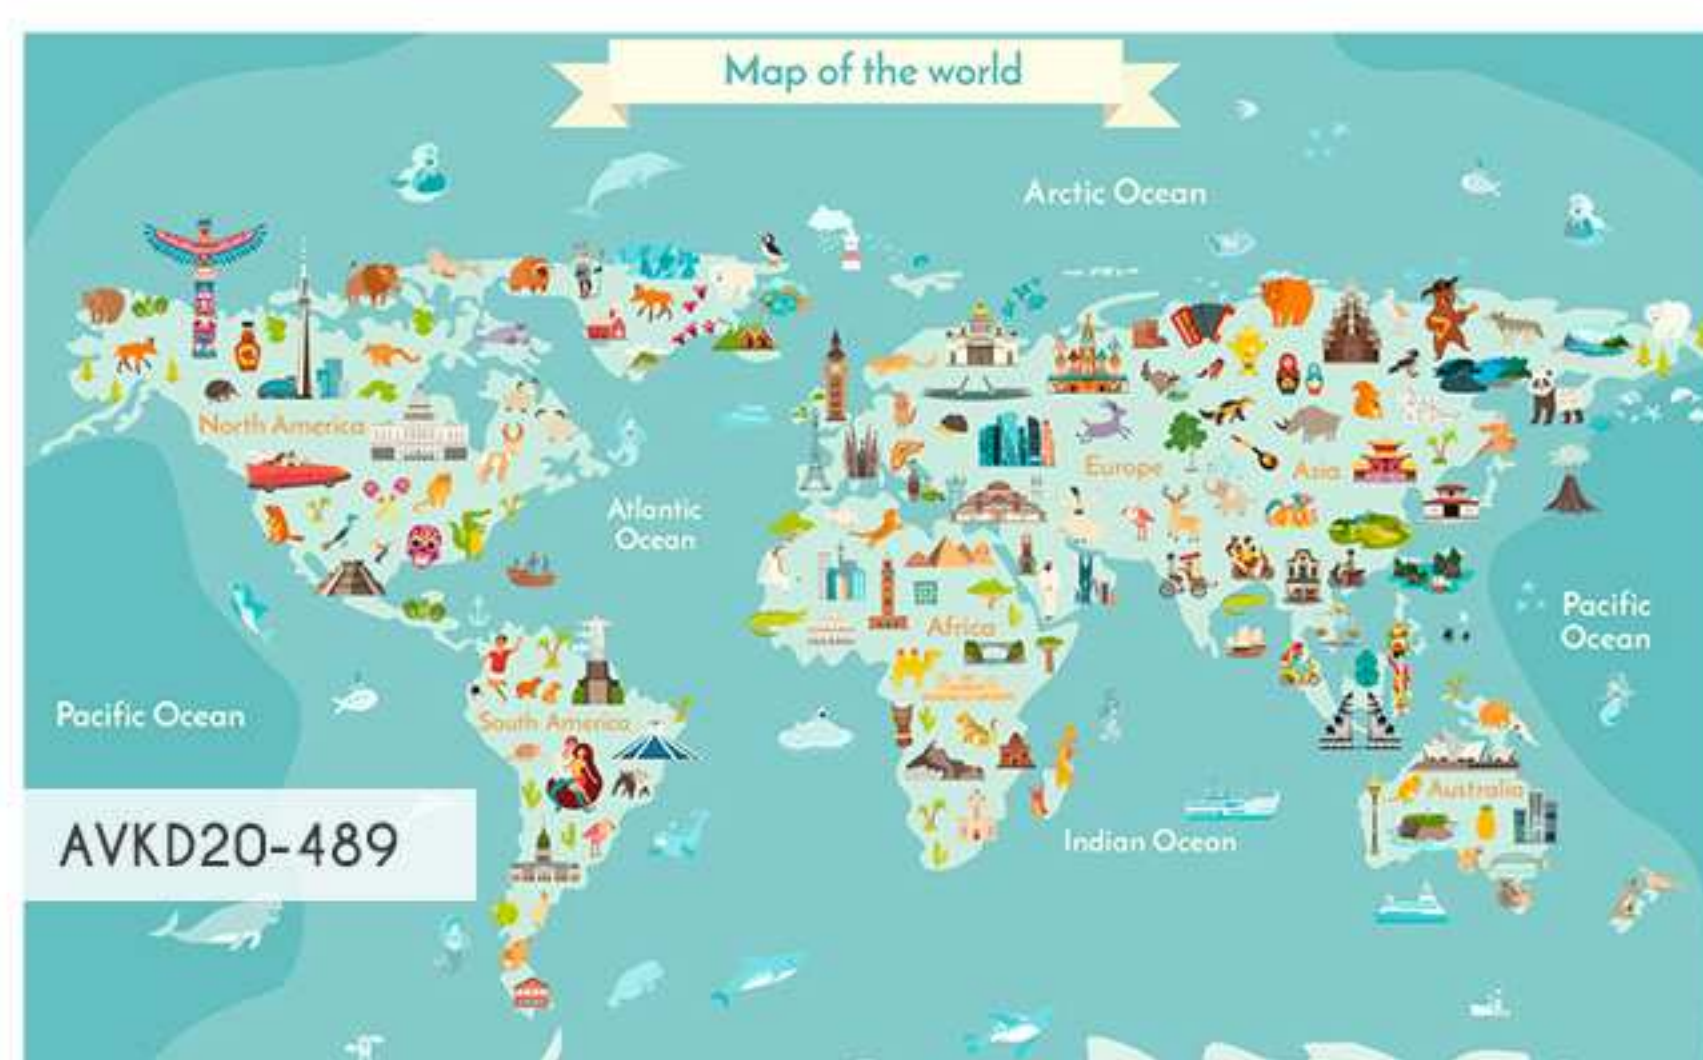 Map of the world
Arctic Ocean
North America
Europe
Asia
Atlantic
Ocean
Africa
Pacific
Ocean
Pacific Ocean
South America
Australia
Indian Ocean
AVKD20-489